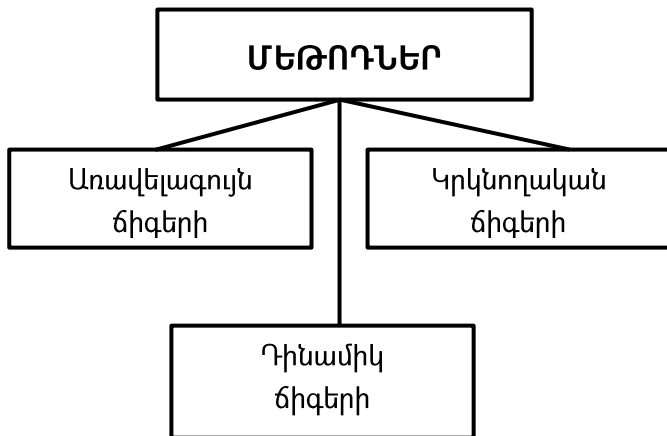 ՄԵԹՈԴՆԵՐ
Առավելագույն
ճիգերի
Կրկնողական
ճիգերի
Դինամիկ
ճիգերի